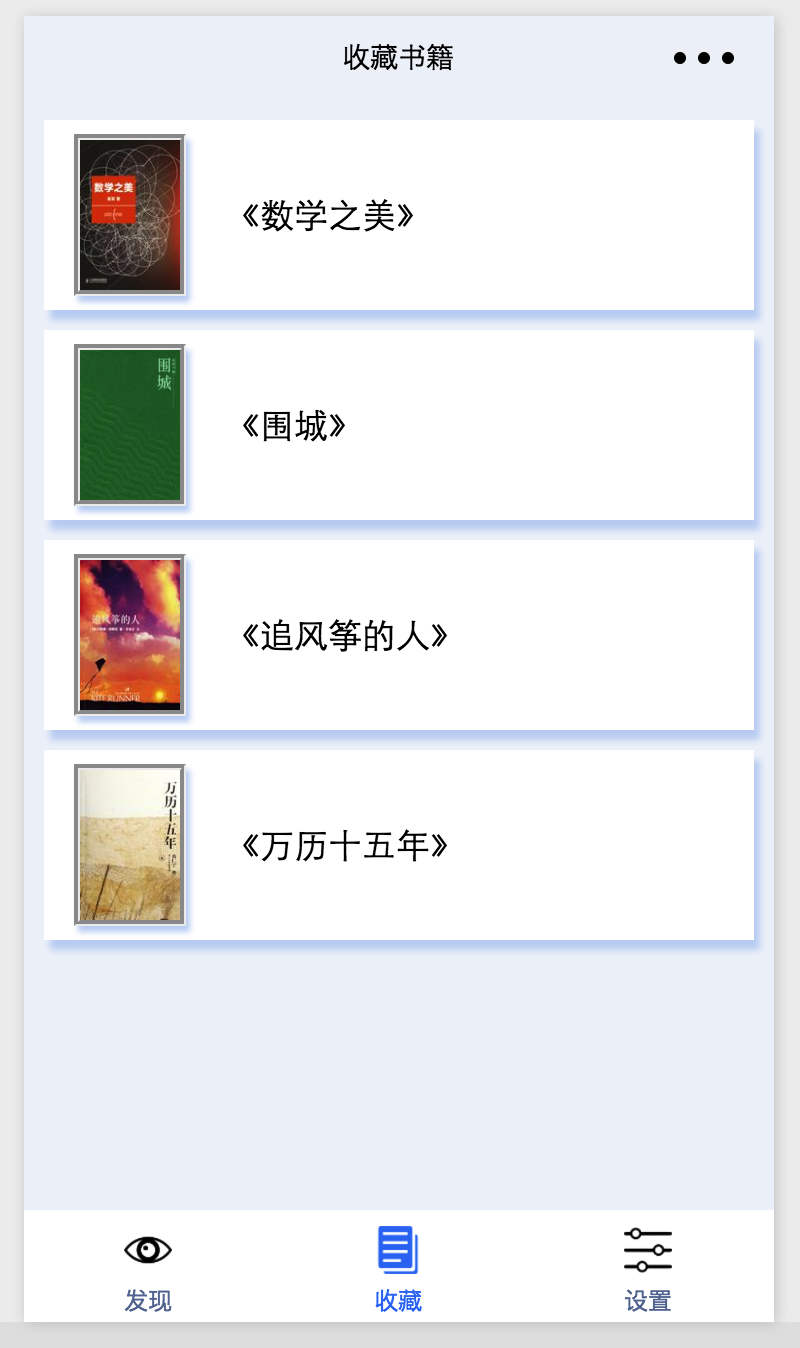 收藏书籍
数学之美
《数学之美》
围城
《围城》
追风筝的人
THE KITE RUNNER
《追风筝的人》
万历十五年
《万历十五年》
发现
收藏
设置